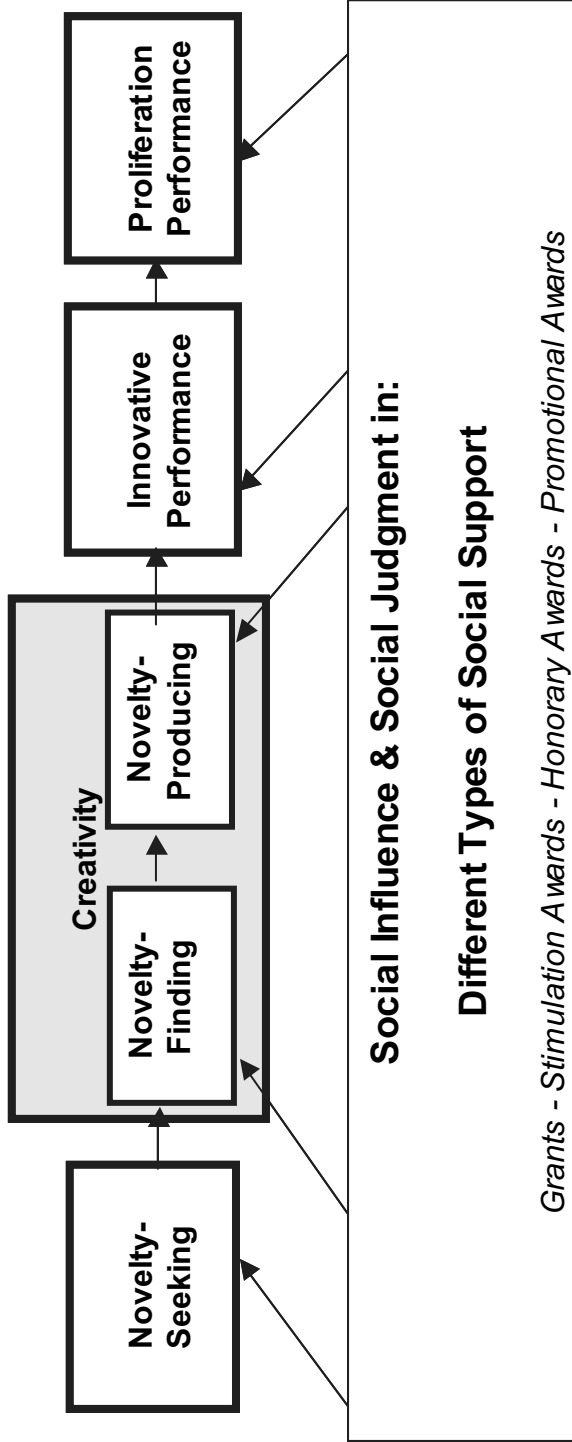 Creativity
Novelty-
Seeking
Novelty-
Finding
Novelty-
Producing
Innovative
Performance
Proliferation
Performance
Social Influence & Social Judgment in:
Different Types of Social Support
Grants - Stimulation Awards - Honorary Awards - Promotional Awards